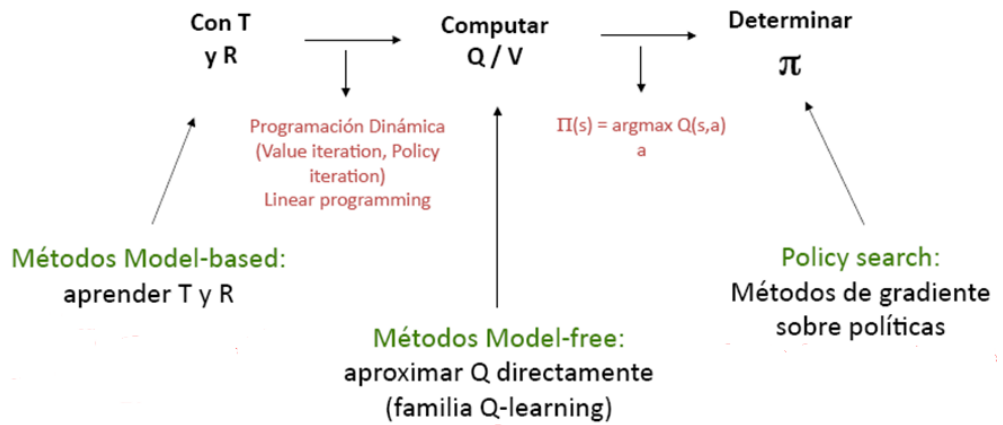 Con T
y R
Computar
Q / V
Determinar
π
Programación Dinámica
(Value iteration, Policy
iteration)
Linear programming
Π(s) = argmax Q(s,a)
a
Métodos Model-based:
aprender T y R
Métodos Model-free:
aproximar Q directamente
(familia Q-learning)
Policy search:
Métodos de gradiente
sobre políticas